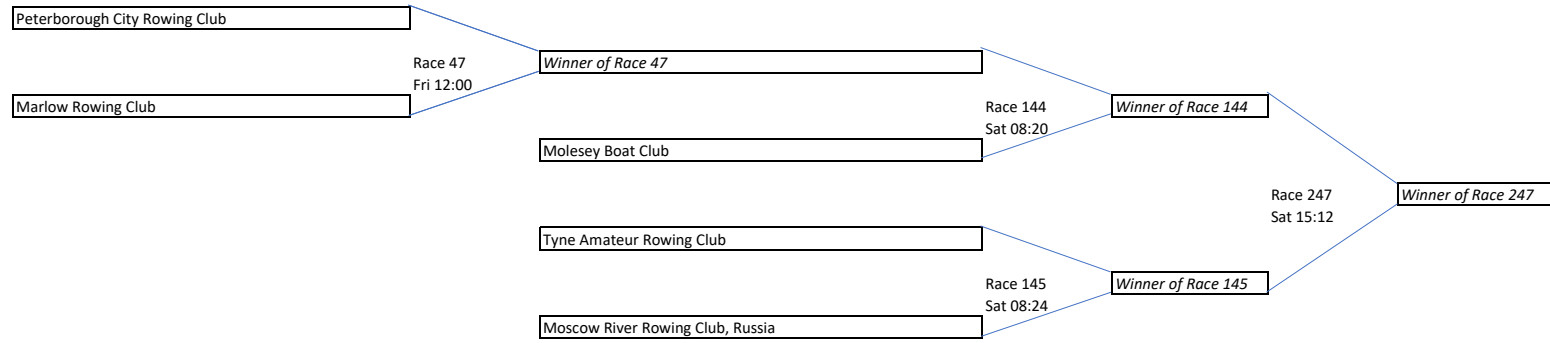 Peterborough City Rowing Club
Race 47
Fri 12:00
Marlow Rowing Club
Winner of Race 47
Race 144
Sat 08:20
Molesey Boat Club
Winner of Race 144
Race 247
Sat 15:12
Winner of Race 247
Tyne Amateur Rowing Club
Race 145
Sat 08:24
Winner of Race 145
Moscow River Rowing Club, Russia